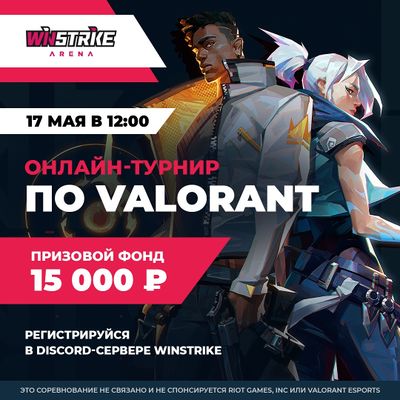 WINSTRIKE
ARENA
17 МАЯ В 12:00
ОНЛАЙН-ТУРНИР
ПО VALORANT
ПРИЗОВОЙ ФОНД
15 000 ₽
РЕГИСТРИРУЙСЯ
В DISCORD-СЕРВЕРЕ WINSTRIKE
ЭТО СОРЕВНОВАНИЕ НЕ СВЯЗАНО И НЕ СПОНСИРУЕТСЯ RIOT GAMES, INC ИЛИ VALORANT ESPORTS